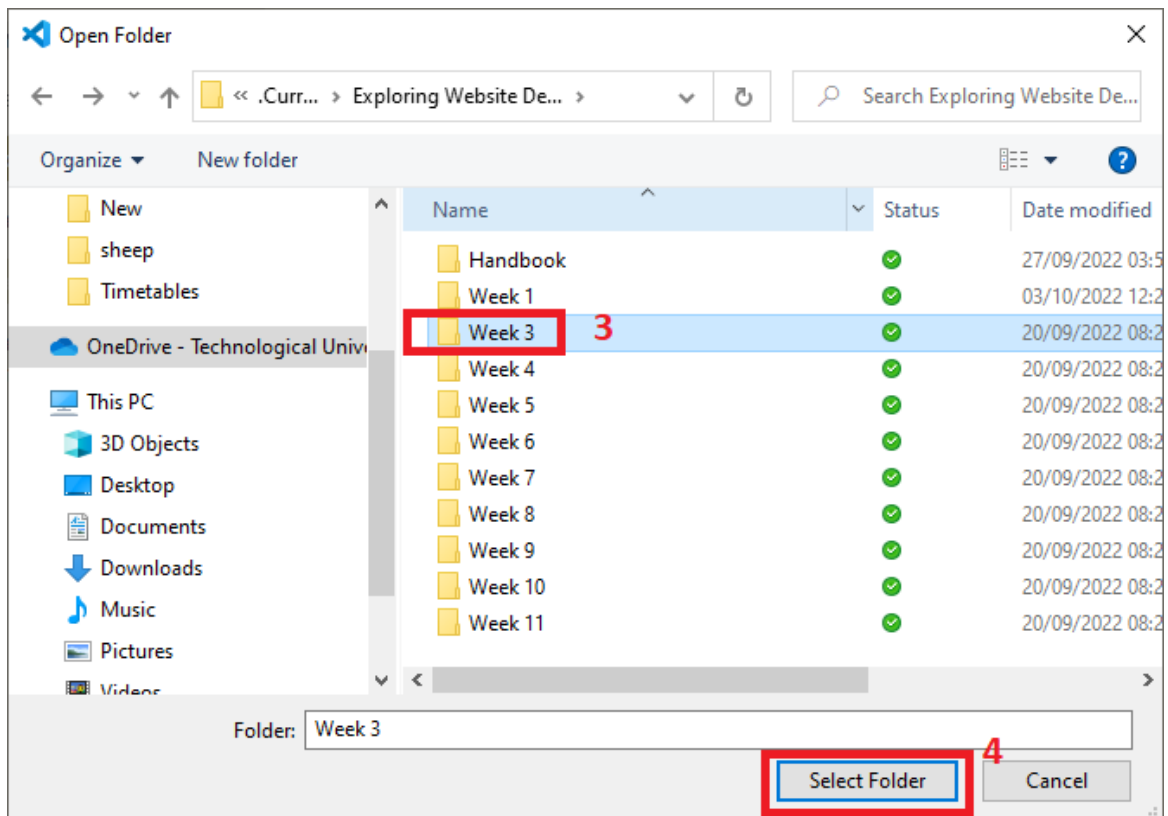 Open Folder
« .Curr... › Exploring Website De... ›
Search Exploring Website De...
Organize
New folder
New
sheep
Timetables
OneDrive - Technological Univ
This PC
3D Objects
Desktop
Documents
Downloads
Music
Pictures
Videos
Name Status Date modified
Handbook 27/09/2022 03:5
Week 1 03/10/2022 12:2
Week 3 3 20/09/2022 08:2
Week 4 20/09/2022 08:2
Week 5 20/09/2022 08:2
Week 6 20/09/2022 08:2
Week 7 20/09/2022 08:2
Week 8 20/09/2022 08:2
Week 9 20/09/2022 08:2
Week 10 20/09/2022 08:2
Week 11 20/09/2022 08:2
Folder: Week 3
4
Select Folder Cancel